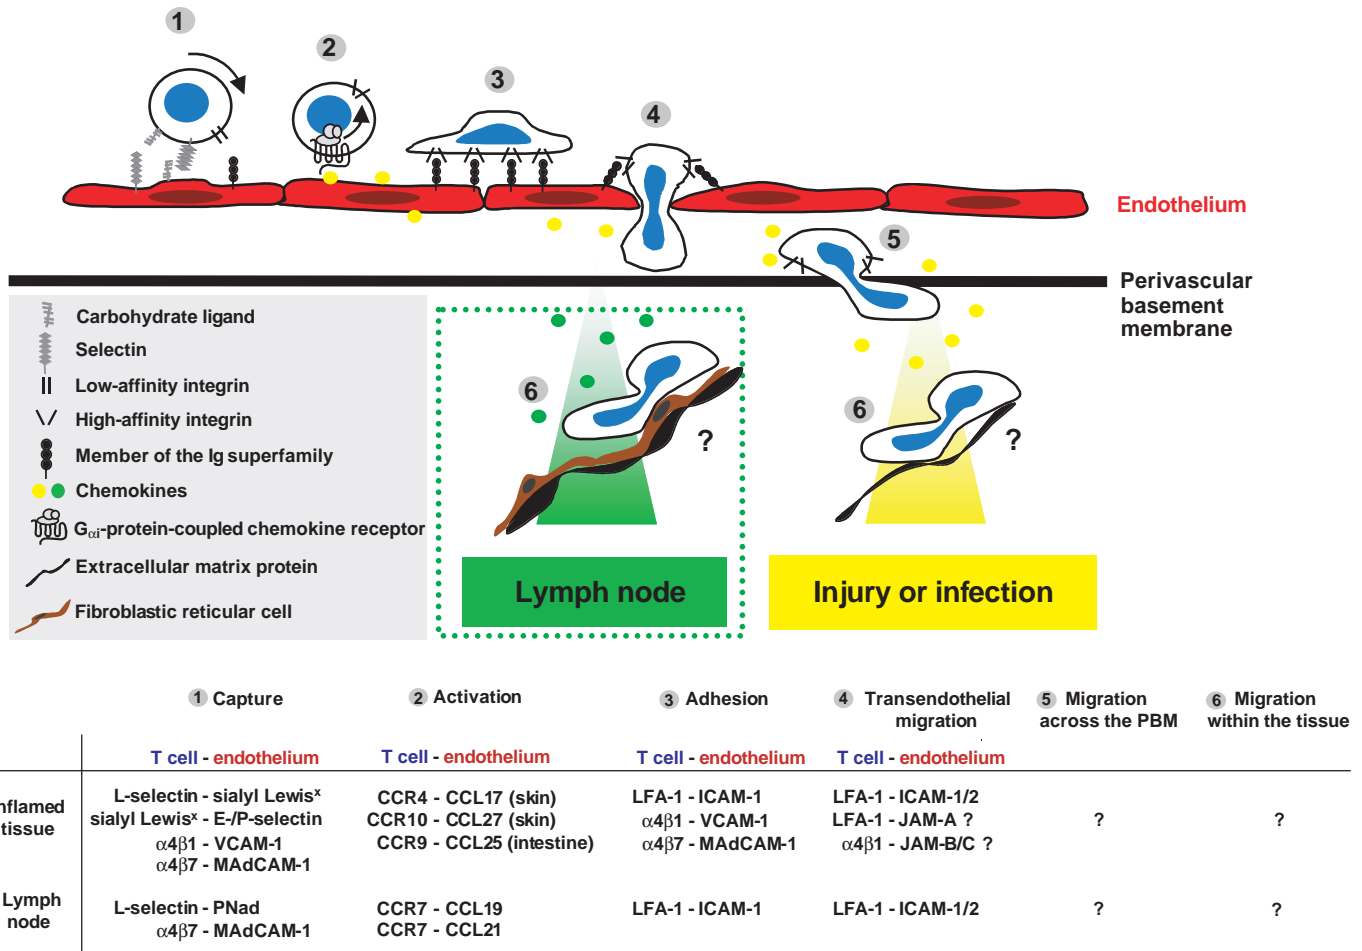 1
2
3
4
5
Endothelium
Perivascular
basement
membrane
Carbohydrate ligand
Selectin
Low-affinity integrin
High-affinity integrin
Member of the Ig superfamily
Chemokines
Gαi-protein-coupled chemokine receptor
Extracellular matrix protein
Fibroblastic reticular cell
6
?
Lymph node
6
?
Injury or infection
1 Capture
2 Activation
3 Adhesion
4 Transendothelial
migration
5 Migration
across the PBM
6 Migration
within the tissue
T cell - endothelium
T cell - endothelium
T cell - endothelium
T cell - endothelium
nflamed
tissue
L-selectin - sialyl Lewisˣ
sialyl Lewisˣ - E-/P-selectin
α4β1 - VCAM-1
α4β7 - MAdCAM-1
CCR4 - CCL17 (skin)
CCR10 - CCL27 (skin)
CCR9 - CCL25 (intestine)
LFA-1 - ICAM-1
α4β1 - VCAM-1
α4β7 - MAdCAM-1
LFA-1 - ICAM-1/2
LFA-1 - JAM-A ?
α4β1 - JAM-B/C ?
?
?
Lymph
node
L-selectin - PNad
α4β7 - MAdCAM-1
CCR7 - CCL19
CCR7 - CCL21
LFA-1 - ICAM-1
LFA-1 - ICAM-1/2
?
?